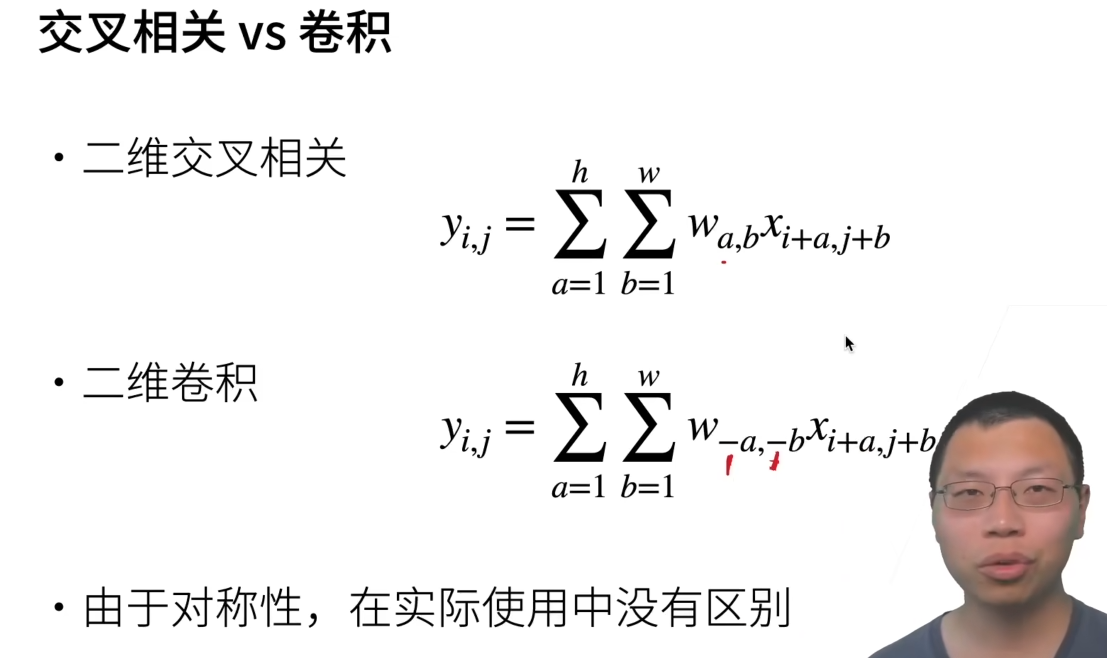 交叉相关 vs 卷积
• 二维交叉相关
y_{i,j} = \sum_{a=1}^{h} \sum_{b=1}^{w} w_{a,b} x_{i+a,j+b}
• 二维卷积
y_{i,j} = \sum_{a=1}^{h} \sum_{b=1}^{w} w_{-a,-b} x_{i+a,j+b}
• 由于对称性，在实际使用中没有区别